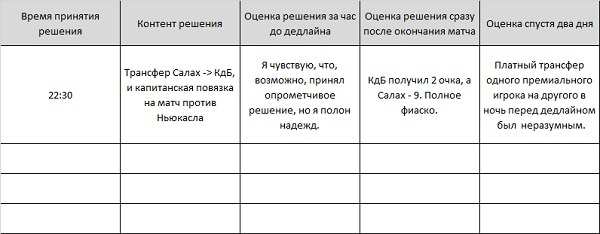 Время принятия
решения
Контент решения
Оценка решения за час
до дедлайна
Оценка решения сразу
после окончания матча
Оценка спустя два дня
22:30
Трансфер Салах -> КдБ,
и капитанская повязка
на матч против
Ньюкасла
Я чувствую, что,
возможно, принял
опрометчивое
решение, но я полон
надежд.
КдБ получил 2 очка, а
Салах - 9. Полное
фиаско.
Платный трансфер
одного премиального
игрока на другого в
ночь перед дедлайном
был неразумным.